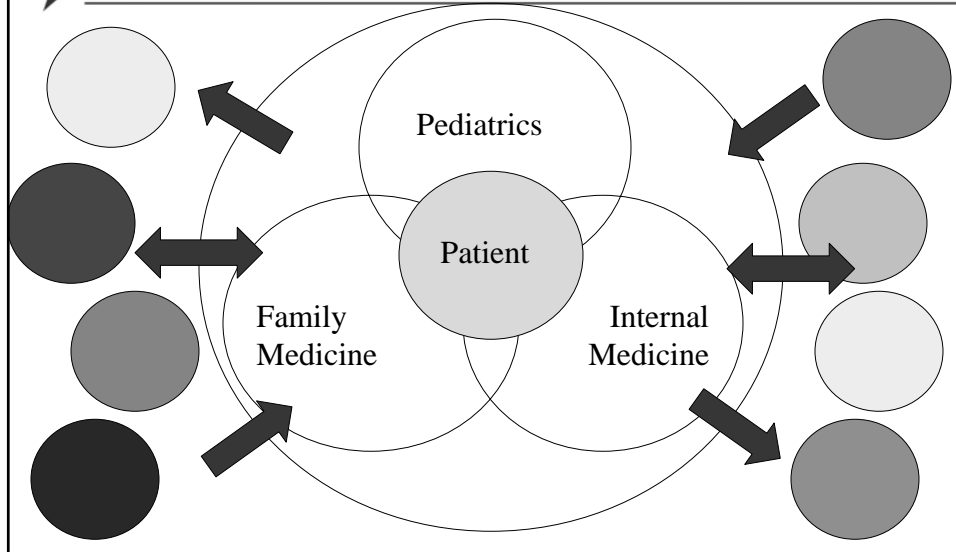 Pediatrics
Patient
Family
Medicine
Internal
Medicine